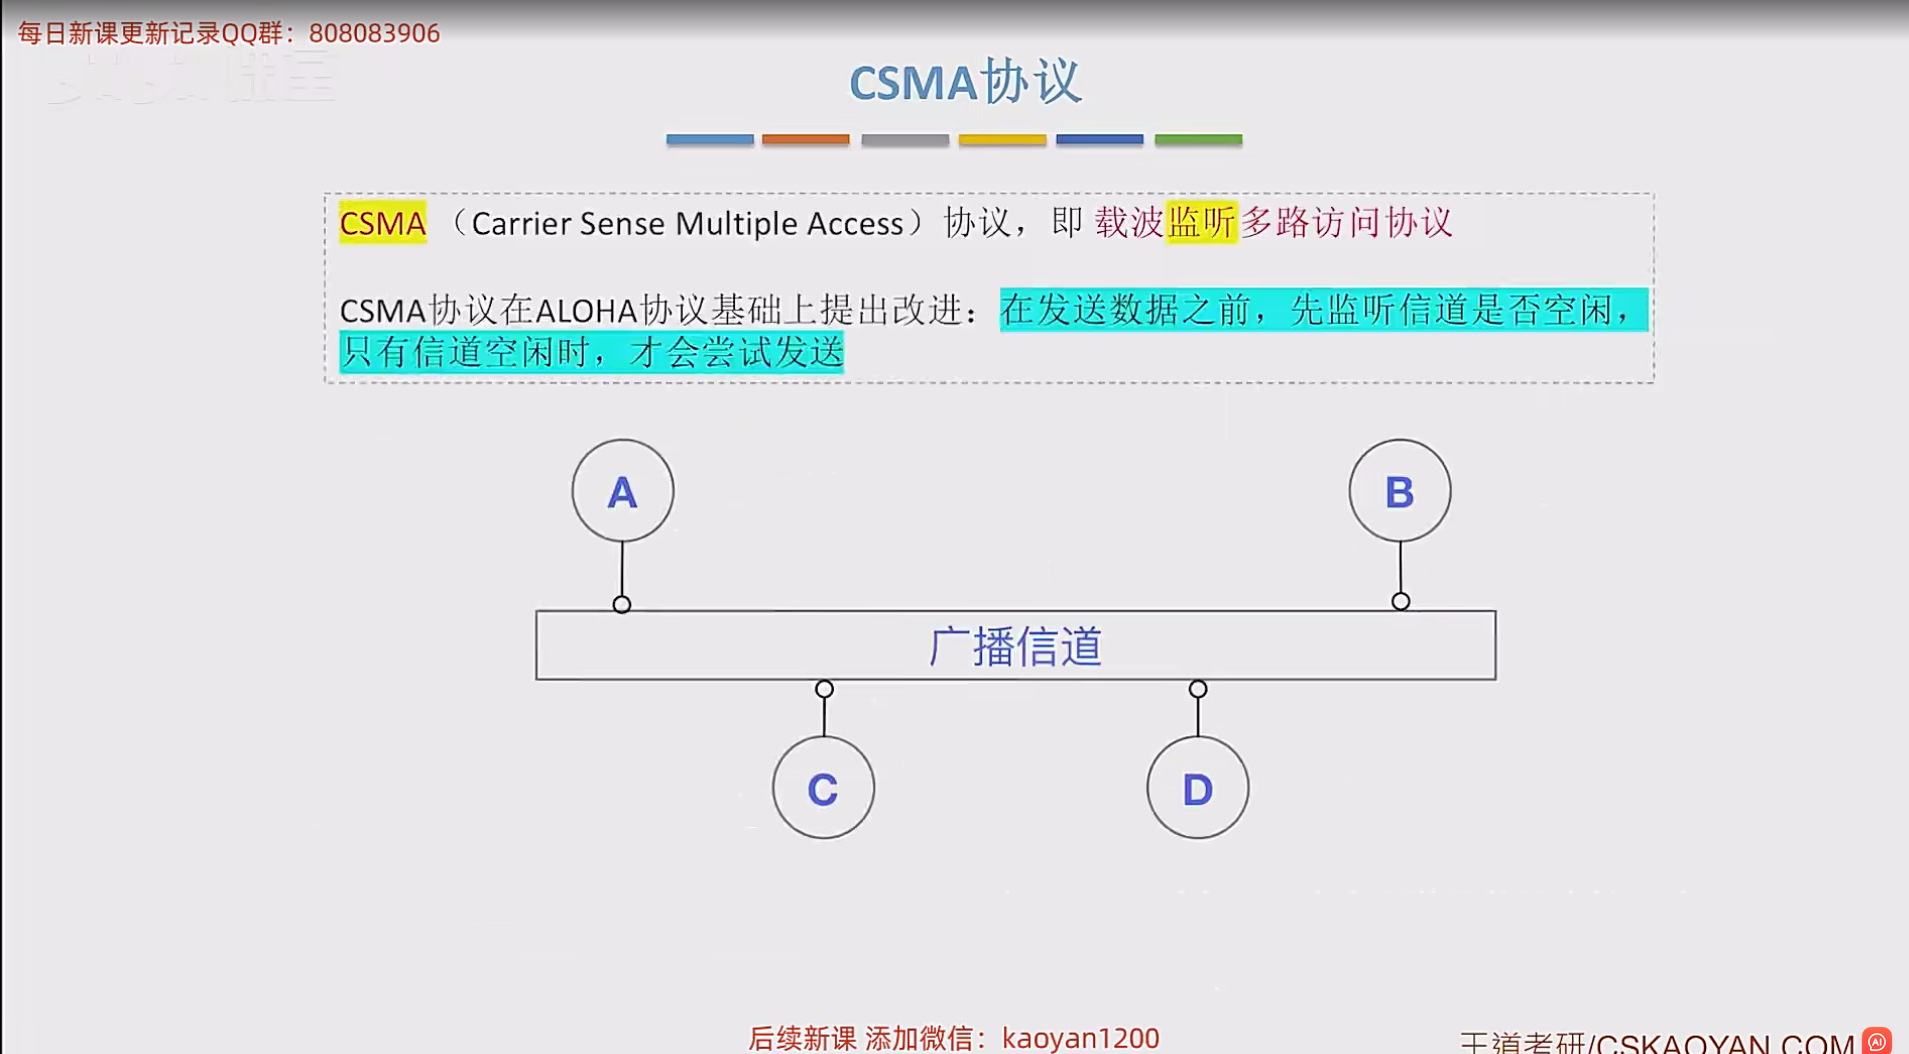 每日新课更新记录QQ群：808083906
CSMA协议
CSMA（Carrier Sense Multiple Access）协议，即 载波监听多路访问协议
CSMA协议在ALOHA协议基础上提出改进：在发送数据之前，先监听信道是否空闲，
只有信道空闲时，才会尝试发送
A
B
广播信道
C
D
后续新课 添加微信：kaoyan1200
王道考研/CSKAOYAN.COM